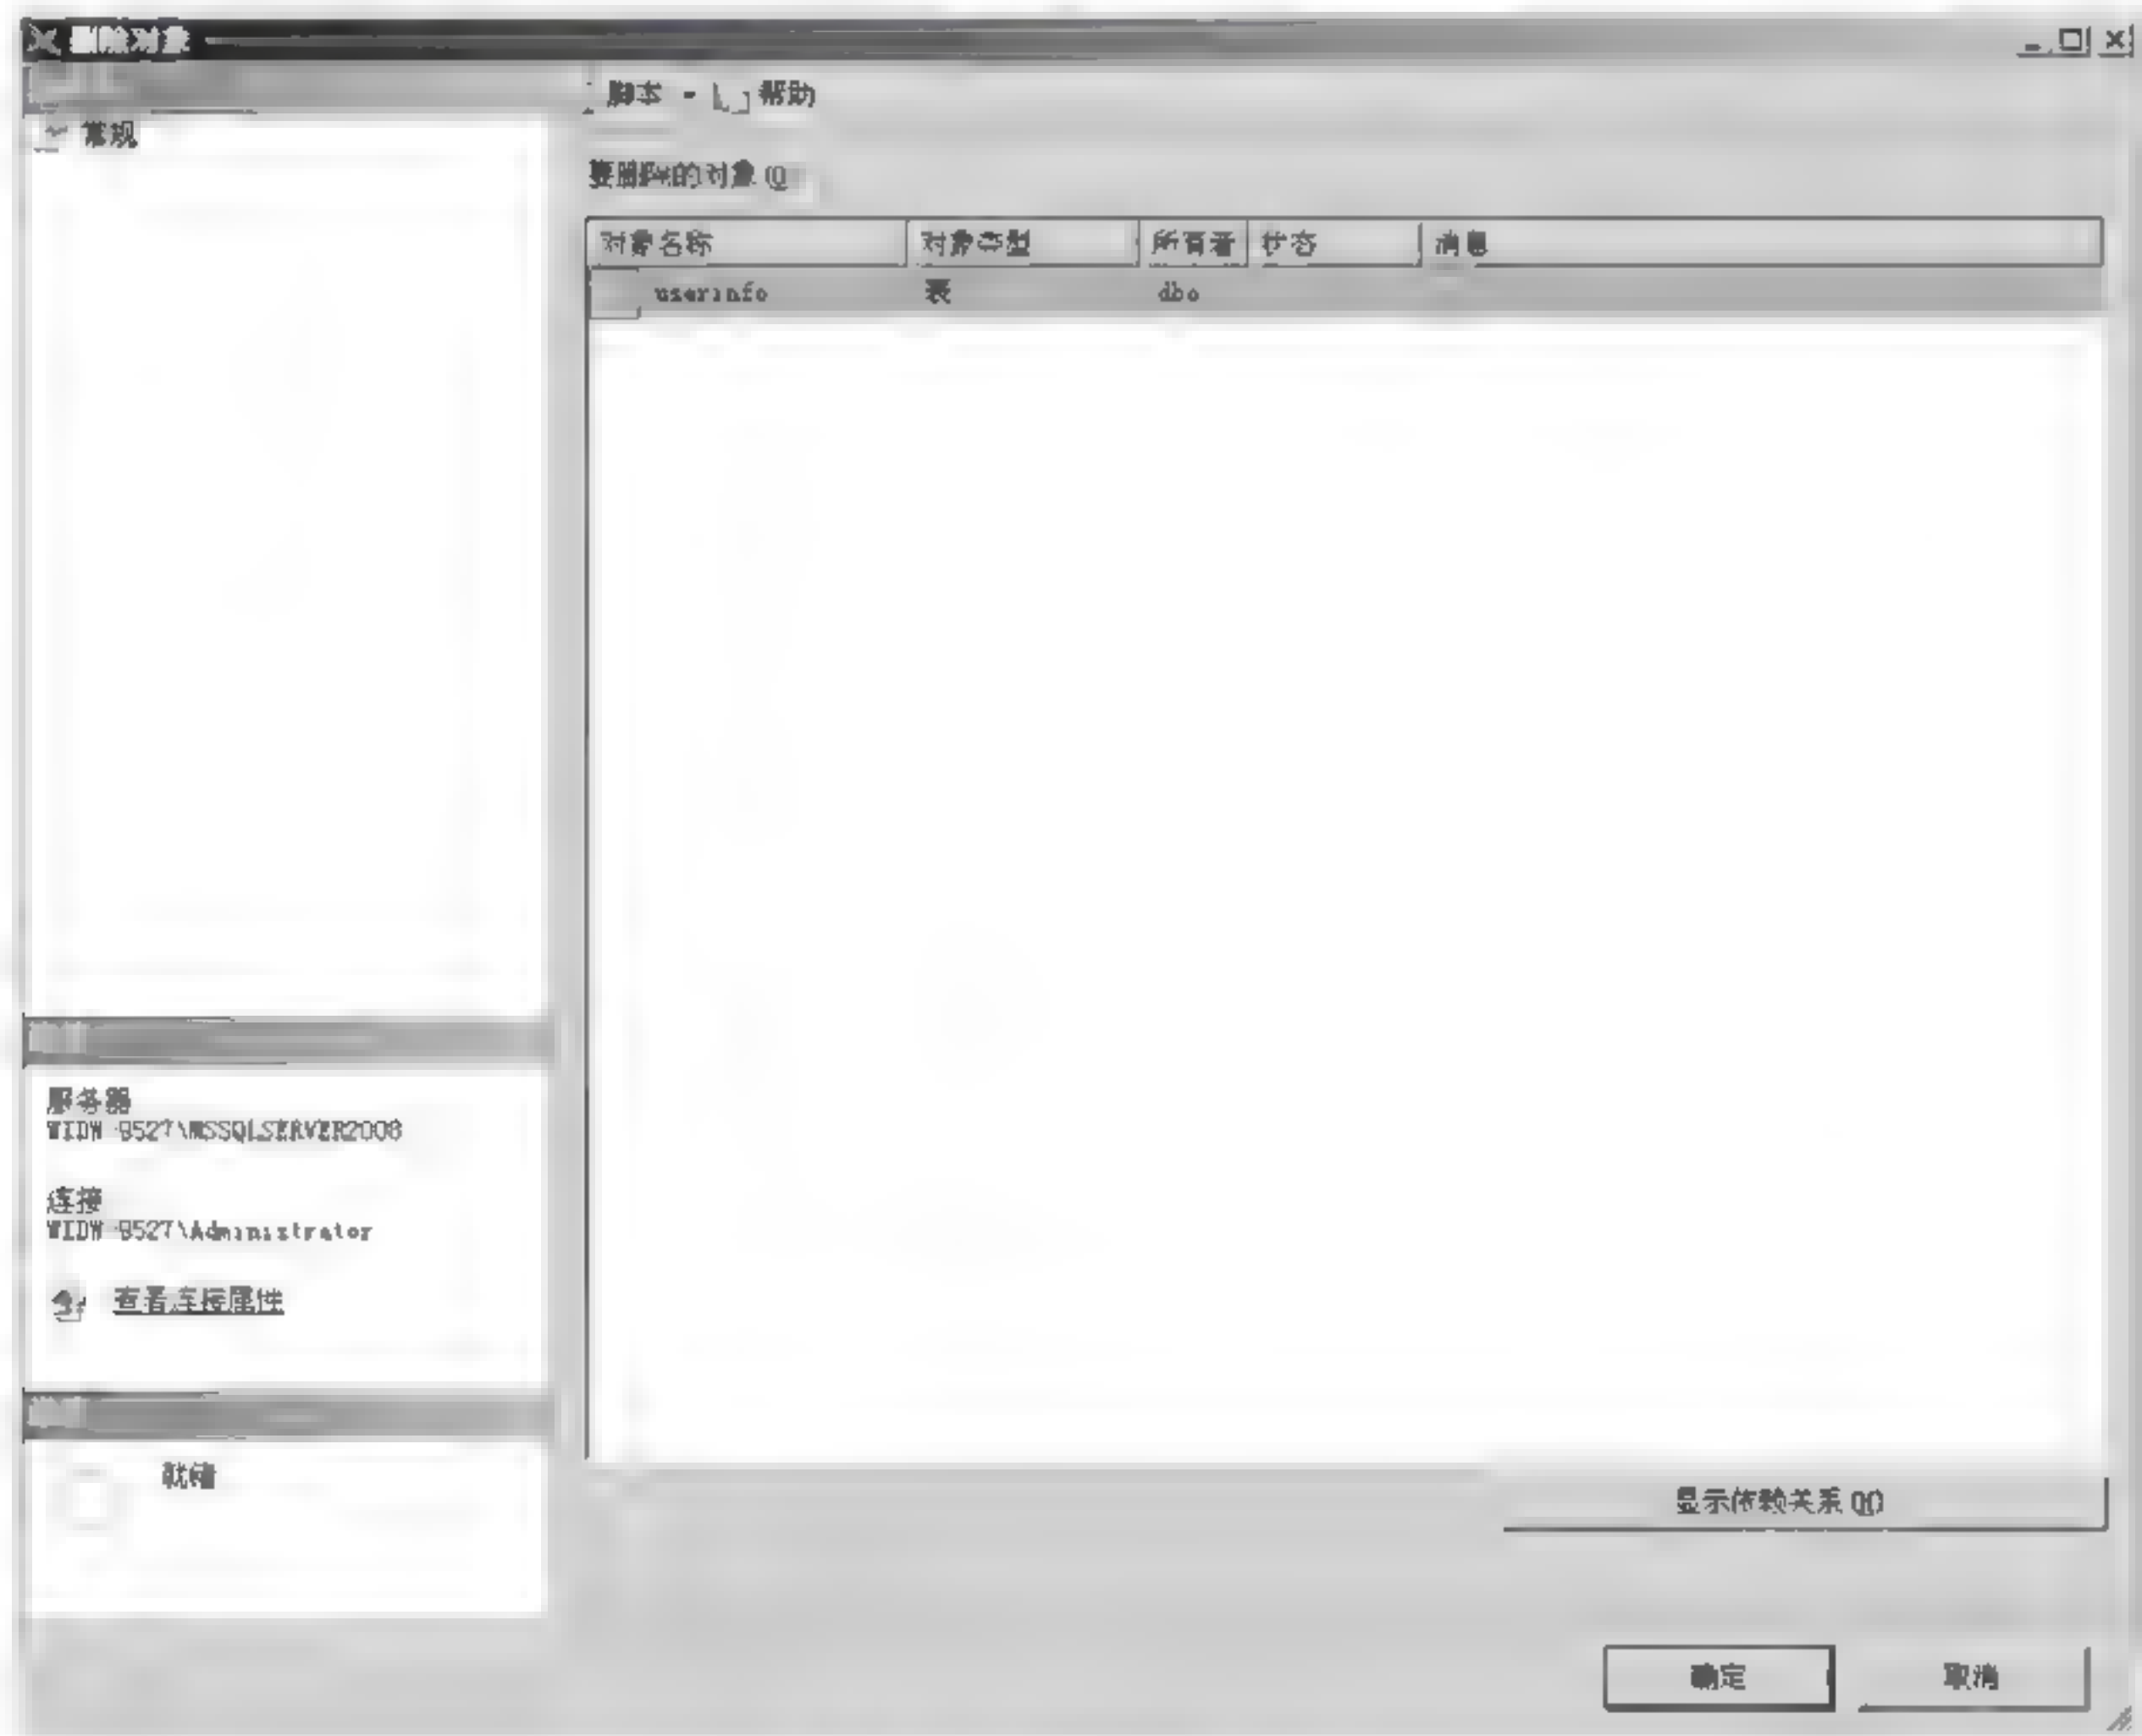 删除对象
脚本 帮助
常规
要删除的对象(Q)
对象名称 对象类型 所有者 状态 消息
userinfo 表 dbo
服务器
WIDW-9527\MSSQLSERVER2008
连接
WIDW-9527\Administrator
查看连接属性
就绪
显示依赖关系
确定 取消